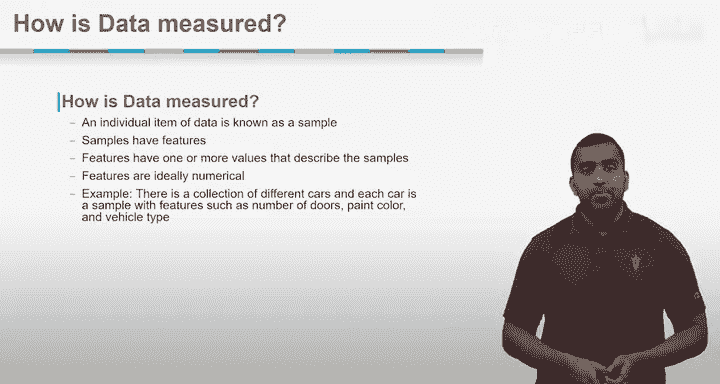 How is Data measured?
How is Data measured?
– An individual item of data is known as a sample
– Samples have features
– Features have one or more values that describe the samples
– Features are ideally numerical
– Example: There is a collection of different cars and each car is
a sample with features such as number of doors, paint color,
and vehicle type